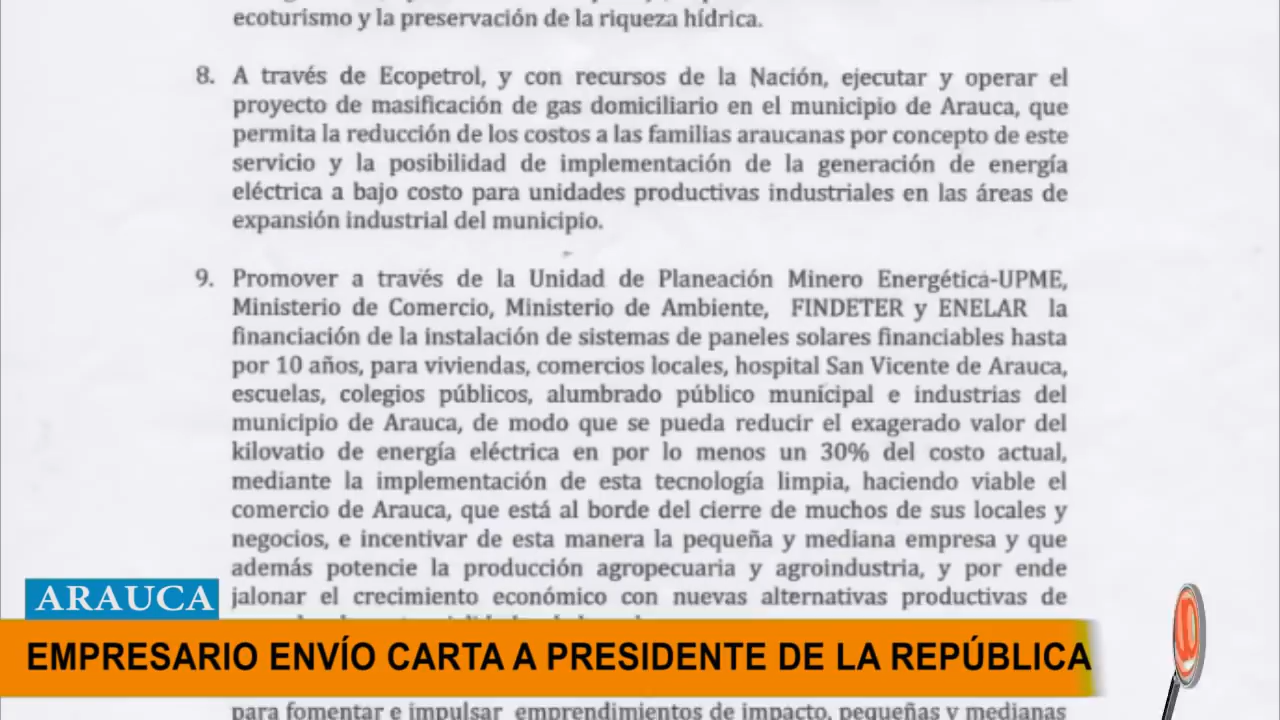 ecoturismo y la preservación de la riqueza hídrica.
8. A través de Ecopetrol, y con recursos de la Nación, ejecutar y operar el
proyecto de masificación de gas domiciliario en el municipio de Arauca, que
permita la reducción de los costos a las familias araucanas por concepto de este
servicio y la posibilidad de implementación de la generación de energía
eléctrica a bajo costo para unidades productivas industriales en las áreas de
expansión industrial del municipio.
9. Promover a través de la Unidad de Planeación Minero Energética-UPME,
Ministerio de Comercio, Ministerio de Ambiente, FINDETER y ENELAR la
financiación de la instalación de sistemas de paneles solares financiables hasta
por 10 años, para viviendas, comercios locales, hospital San Vicente de Arauca,
escuelas, colegios públicos, alumbrado público municipal e industrias del
municipio de Arauca, de modo que se pueda reducir el exagerado valor del
kilovatio de energía eléctrica en por lo menos un 30% del costo actual,
mediante la implementación de esta tecnología limpia, haciendo viable el
comercio de Arauca, que está al borde del cierre de muchos de sus locales y
negocios, e incentivar de esta manera la pequeña y mediana empresa y que
además potencie la producción agropecuaria y agroindustria, y por ende
jalonar el crecimiento económico con nuevas alternativas productivas de
ARAUCA
EMPRESARIO ENVÍO CARTA A PRESIDENTE DE LA REPÚBLICA
para fomentar e impulsar emprendimientos de impacto, pequeñas y medianas